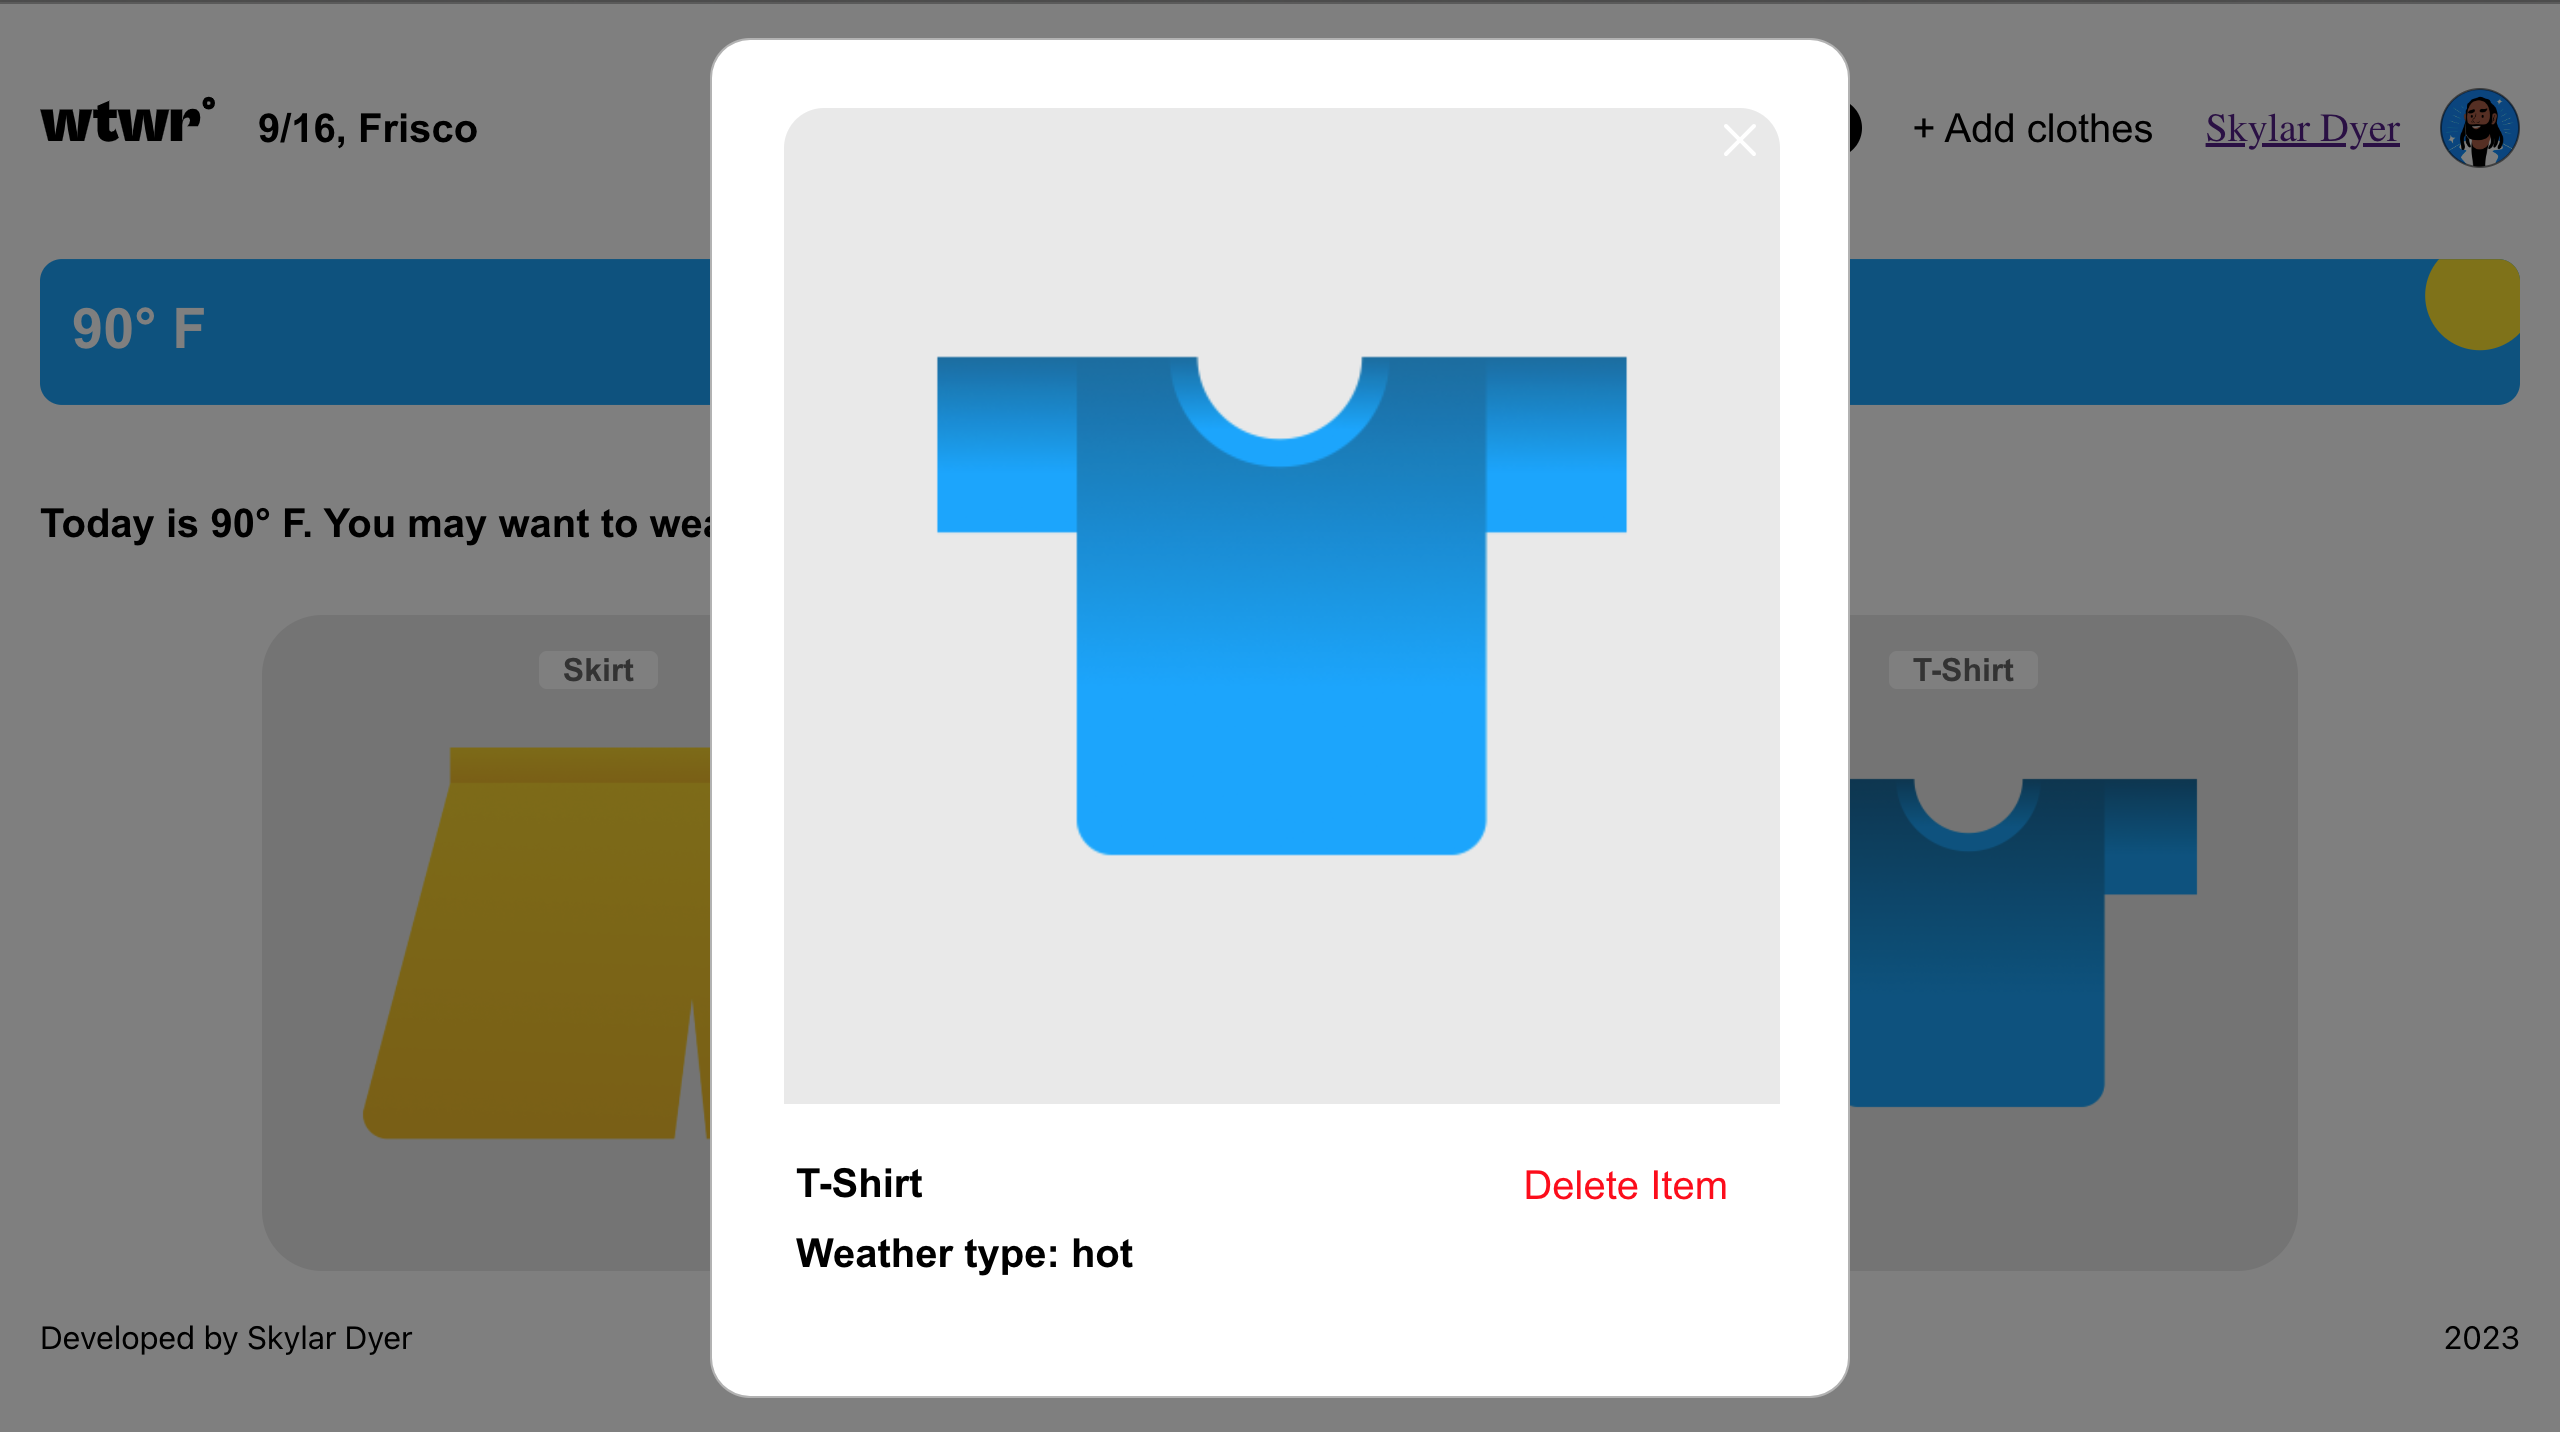 wtwr°
9/16, Frisco
+ Add clothes
Skylar Dyer
90° F
Today is 90° F. You may want to
Skirt
T-Shirt
T-Shirt
Delete Item
Weather type: hot
Developed by Skylar Dyer
2023